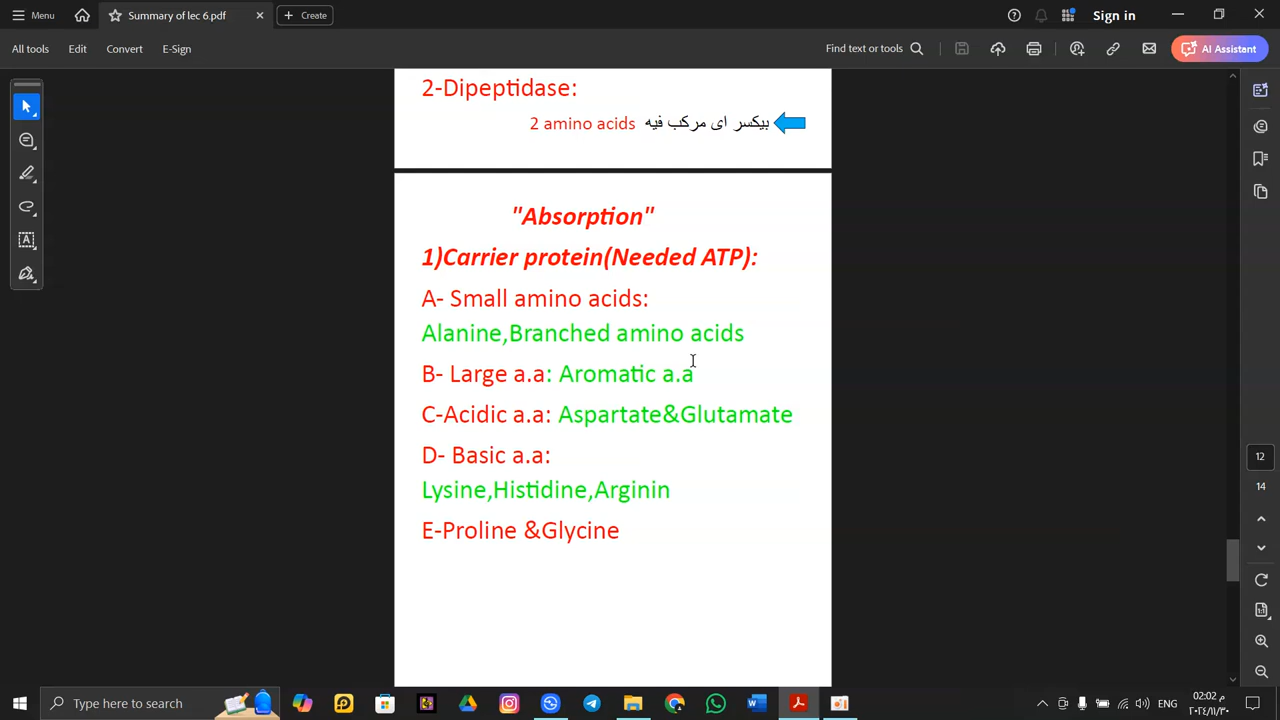 Menu
Summary of lec 6.pdf
Create
Sign in
All tools
Edit
Convert
E-Sign
Find text or tools
AI Assistant
2-Dipeptidase:
بيكسر اى مركب فيه 2 amino acids
"Absorption"
1)Carrier protein(Needed ATP):
A- Small amino acids:
Alanine,Branched amino acids
B- Large a.a: Aromatic a.a
C-Acidic a.a: Aspartate&Glutamate
D- Basic a.a:
Lysine,Histidine,Arginin
E-Proline &Glycine
12
14
Type here to search
ENG
02:02 م